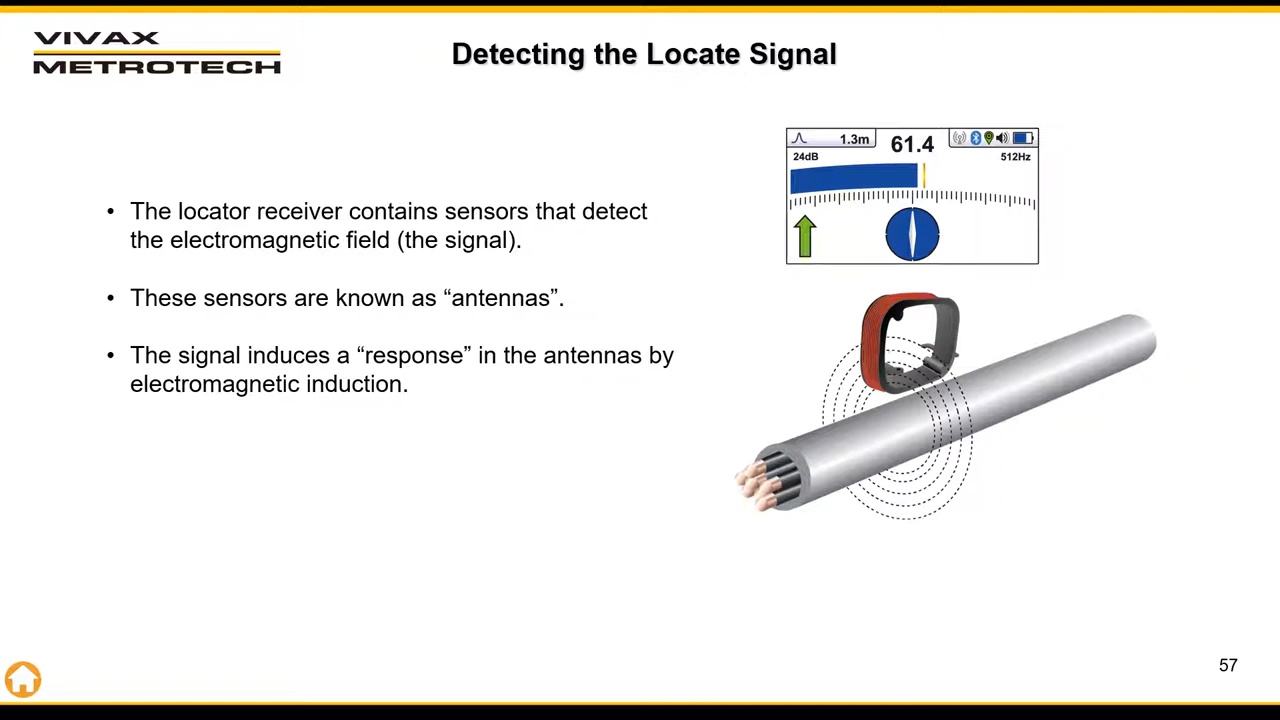 VIVAX
METROTECH
Detecting the Locate Signal
1.3m
61.4
24dB
512Hz
• The locator receiver contains sensors that detect
the electromagnetic field (the signal).
• These sensors are known as “antennas”.
• The signal induces a “response” in the antennas by
electromagnetic induction.
57